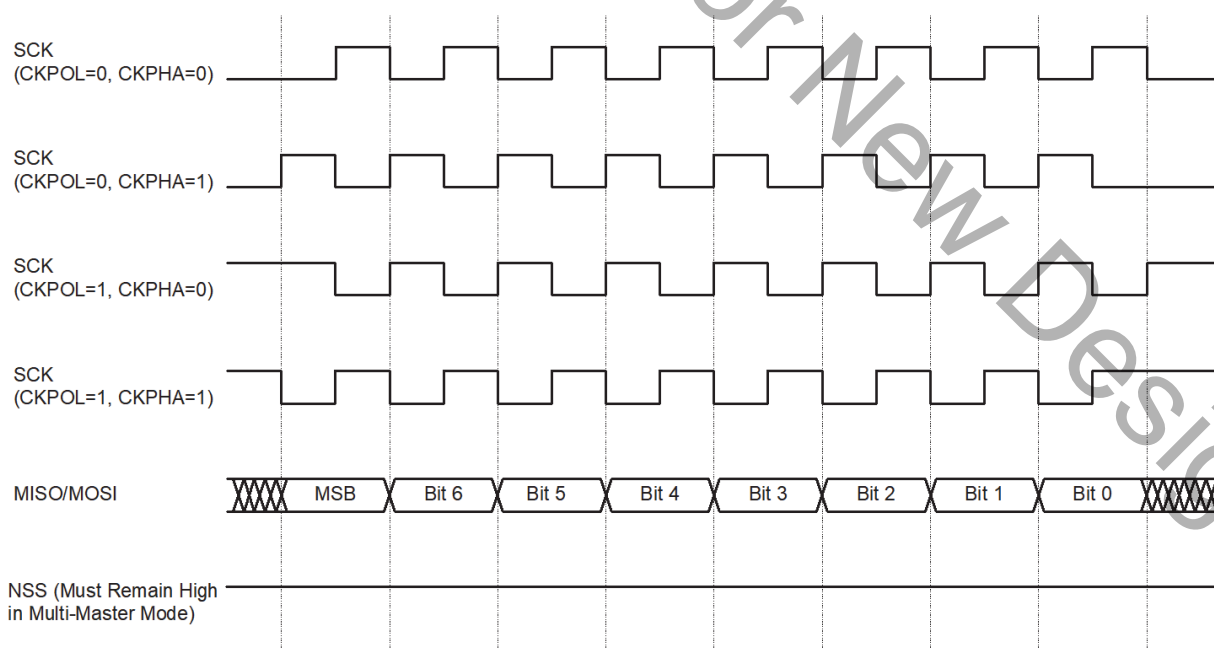 SCK
(CKPOL=0, CKPHA=0)
SCK
(CKPOL=0, CKPHA=1)
SCK
(CKPOL=1, CKPHA=0)
SCK
(CKPOL=1, CKPHA=1)
MISO/MOSI MSB Bit 6 Bit 5 Bit 4 Bit 3 Bit 2 Bit 1 Bit 0
NSS (Must Remain High
in Multi-Master Mode)
or New Desig